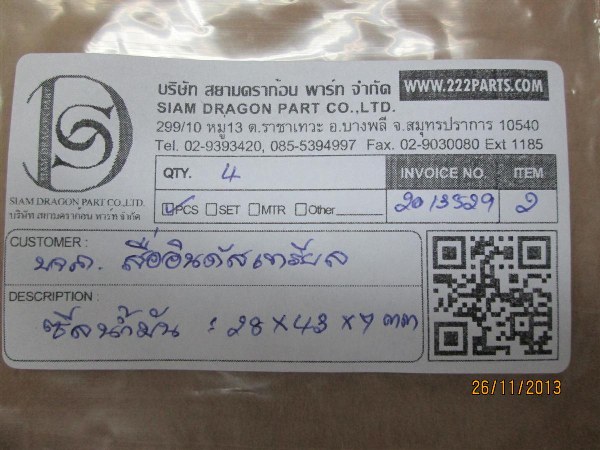 บริษัท สยามดราก้อน พาร์ท จำกัด
WWW.222PARTS.COM
SIAM DRAGON PART CO.,LTD.
299/10 หมู่13 ต.ราชาเทวะ อ.บางพลี จ.สมุทรปราการ 10540
Tel. 02-9393420, 085-5394997 Fax. 02-9030080 Ext 1185
SIAM DRAGON PART
SIAM DRAGON PART CO.,LTD.
บริษัท สยามดราก้อน พาร์ท จำกัด
QTY. 4
INVOICE NO. ITEM
PCS SET MTR Other
2013529 2
CUSTOMER :
บจก. สื่ออินดัสเทรียล
DESCRIPTION :
ซีลน้ำมัน : 28×43×7 mm
26/11/2013